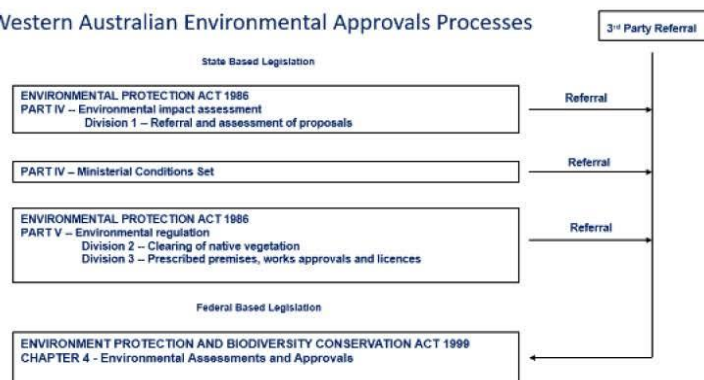 Western Australian Environmental Approvals Processes
3rd Party Referral
State Based Legislation
ENVIRONMENTAL PROTECTION ACT 1986
PART IV – Environmental impact assessment
Division 1 – Referral and assessment of proposals
Referral
PART IV – Ministerial Conditions Set
Referral
ENVIRONMENTAL PROTECTION ACT 1986
PART V – Environmental regulation
Division 2 – Clearing of native vegetation
Division 3 – Prescribed premises, works approvals and licences
Referral
Federal Based Legislation
ENVIRONMENT PROTECTION AND BIODIVERSITY CONSERVATION ACT 1999
CHAPTER 4 - Environmental Assessments and Approvals